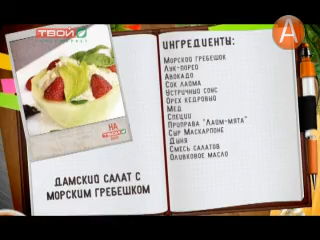 ТВОЙ
А
НА
ТВОЙ
ДАМСКИЙ САЛАТ С
МОРСКИМ ГРЕБЕШКОМ
ИНГРЕДИЕНТЫ:
МОРСКОЙ ГРЕБЕШОК
ЛУК-ПОРЕЙ
АВОКАДО
СОК ЛАЙМА
УСТРИЧНЫЙ СОУС
ОРЕХ КЕДРОВЫЙ
МЕД
СПЕЦИИ
ПРИПРАВА "ЛАЙМ-МЯТА"
СЫР МАСКАРПОНЕ
ДЫНЯ
СМЕСЬ САЛАТОВ
ОЛИВКОВОЕ МАСЛО